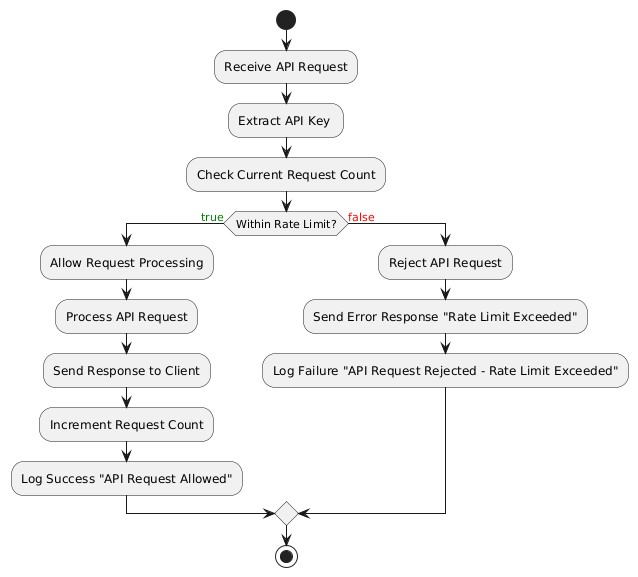 Receive API Request
Extract API Key
Check Current Request Count
true
Within Rate Limit?
false
Allow Request Processing
Process API Request
Send Response to Client
Increment Request Count
Log Success "API Request Allowed"
Reject API Request
Send Error Response "Rate Limit Exceeded"
Log Failure "API Request Rejected - Rate Limit Exceeded"